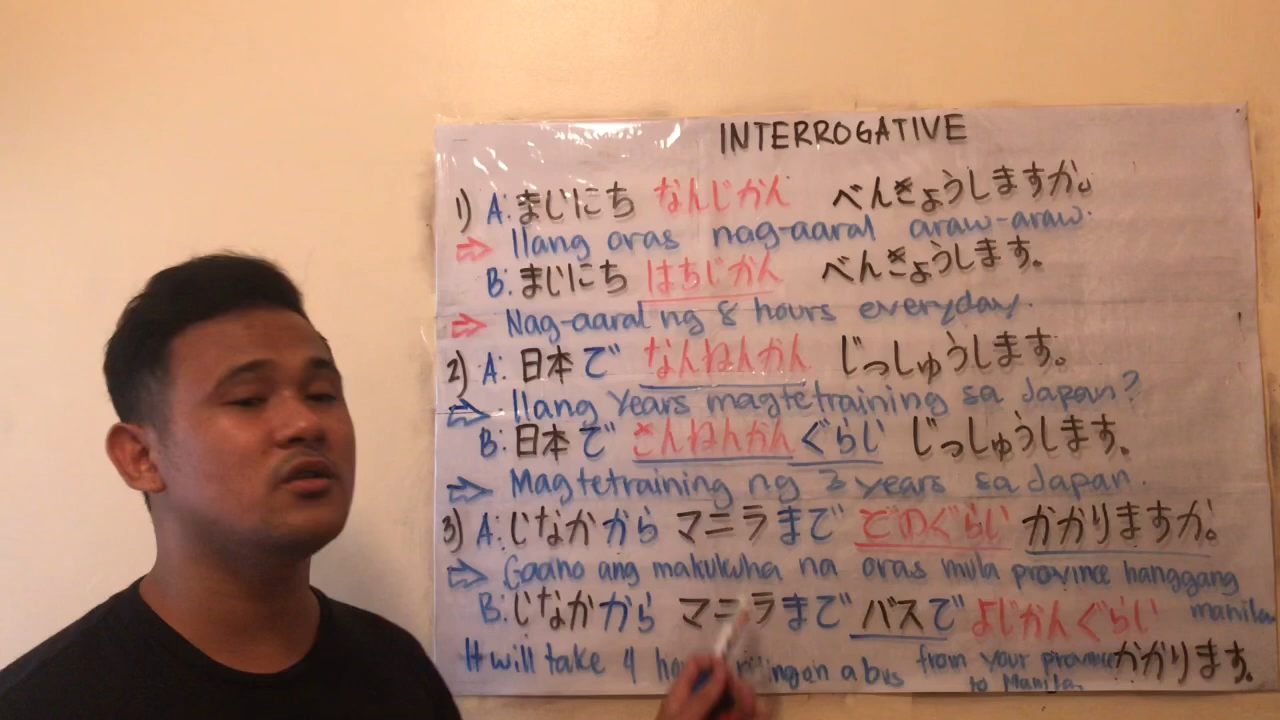 INTERROGATIVE
1) A: まじにち なんじかん べんきょうしますか。
⇒ Ilang oras nag-aaral araw-araw.
B: まじにち はちじかん べんきょうします。
⇒ Nag-aaral ng 8 hours everyday.
2) A: 日本で なんねんかん じっしゅうします。
⇒ Ilang Years magtetraining sa Japan?
B: 日本で さんねんかん ぐらじ じっしゅうします。
⇒ Magtetraining ng 3 years sa Japan.
3) A: じなかから マニラまで どのぐらい かかりますか。
⇒ Gaano ang makukuha na oras mula province hanggang manila
B: じなかから マニラまで バスで よじかんぐらい かかります。
It will take 4 on a bus from your province to Manila.